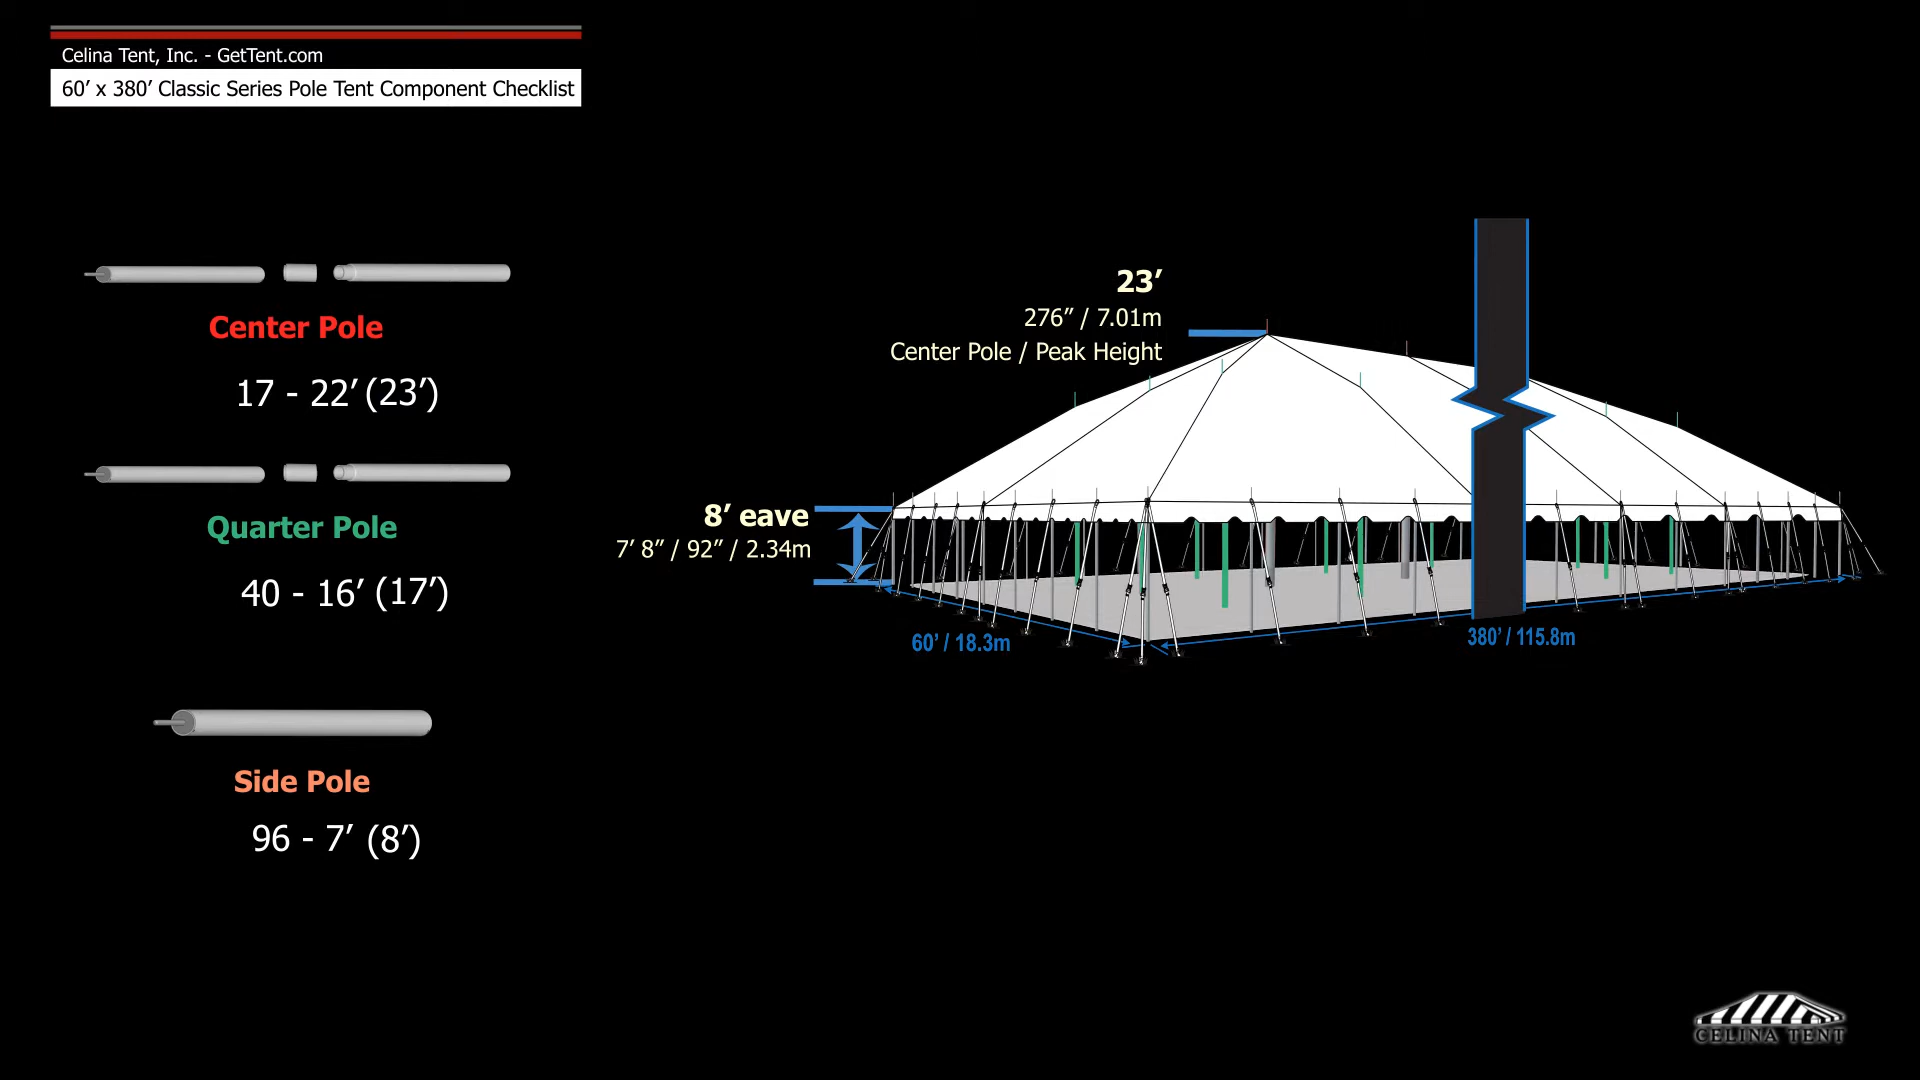 Celina Tent, Inc. - GetTent.com
60’ x 380’ Classic Series Pole Tent Component Checklist
Center Pole
17 - 22’ (23’)
Quarter Pole
40 - 16’ (17’)
Side Pole
96 - 7’ (8’)
23’
276” / 7.01m
Center Pole / Peak Height
8’ eave
7’ 8” / 92” / 2.34m
60’ / 18.3m
380’ / 115.8m
CELINA TENT